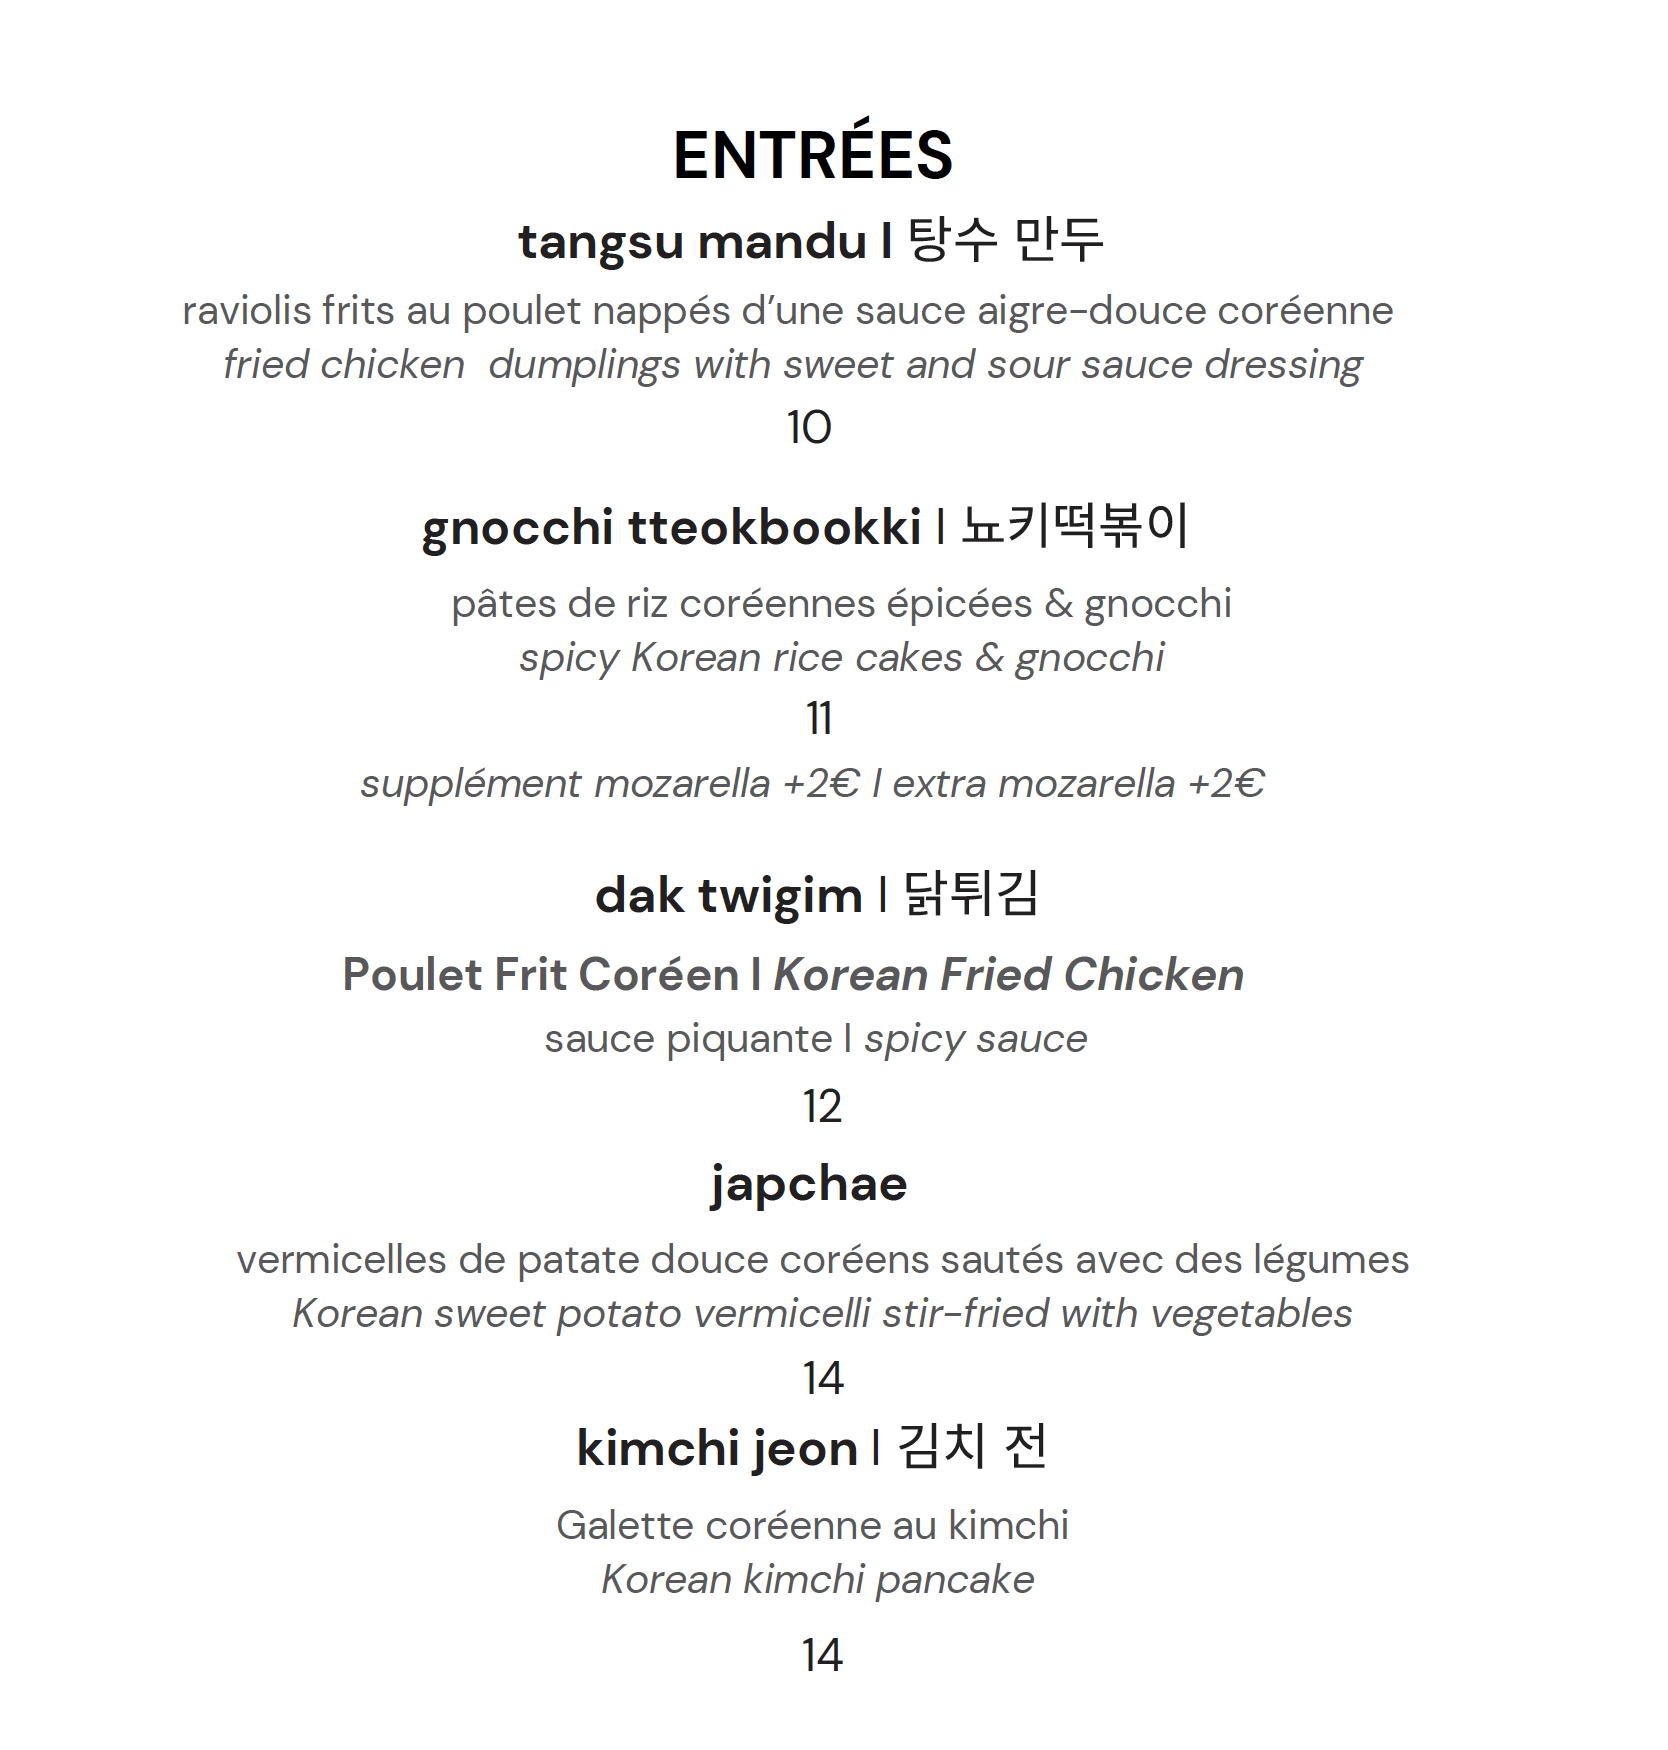 ENTRÉES
tangsu mandu I 탕수 만두
raviolis frits au poulet nappés d’une sauce aigre-douce coréenne
fried chicken  dumplings with sweet and sour sauce dressing
10
gnocchi tteokbookki I 뇨키떡볶이
pâtes de riz coréennes épicées & gnocchi
spicy Korean rice cakes & gnocchi
11
supplément mozarella +2€ I extra mozarella +2€
dak twigim I 닭튀김
Poulet Frit Coréen I Korean Fried Chicken
sauce piquante I spicy sauce
12
japchae
vermicelles de patate douce coréens sautés avec des légumes
Korean sweet potato vermicelli stir-fried with vegetables
14
kimchi jeon I 김치 전
Galette coréenne au kimchi
Korean kimchi pancake
14